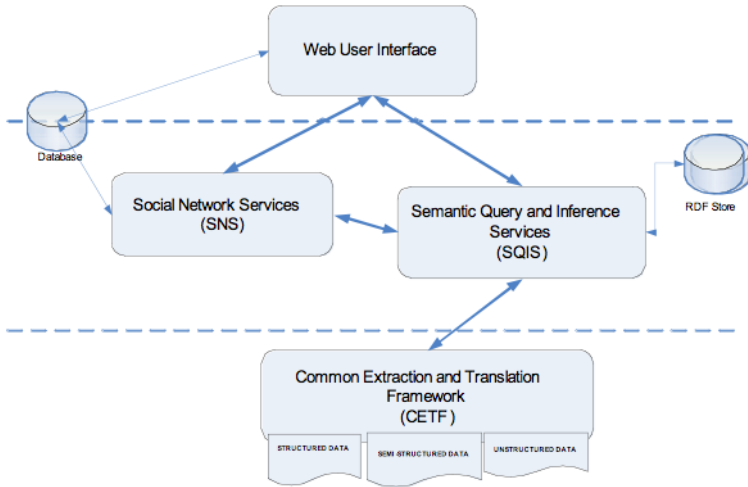 Web User Interface
Database
Social Network Services
(SNS)
Semantic Query and Inference
Services
(SQIS)
RDF Store
Common Extraction and Translation
Framework
(CETF)
STRUCTURED DATA
SEMI-STRUCTURED DATA
UNSTRUCTURED DATA